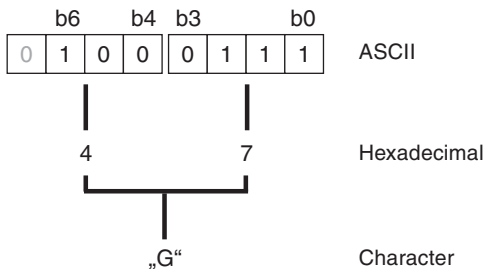 b6 b4 b3 b0
0 1 0 0 0 1 1 1 ASCII
4 7 Hexadecimal
„G“ Character